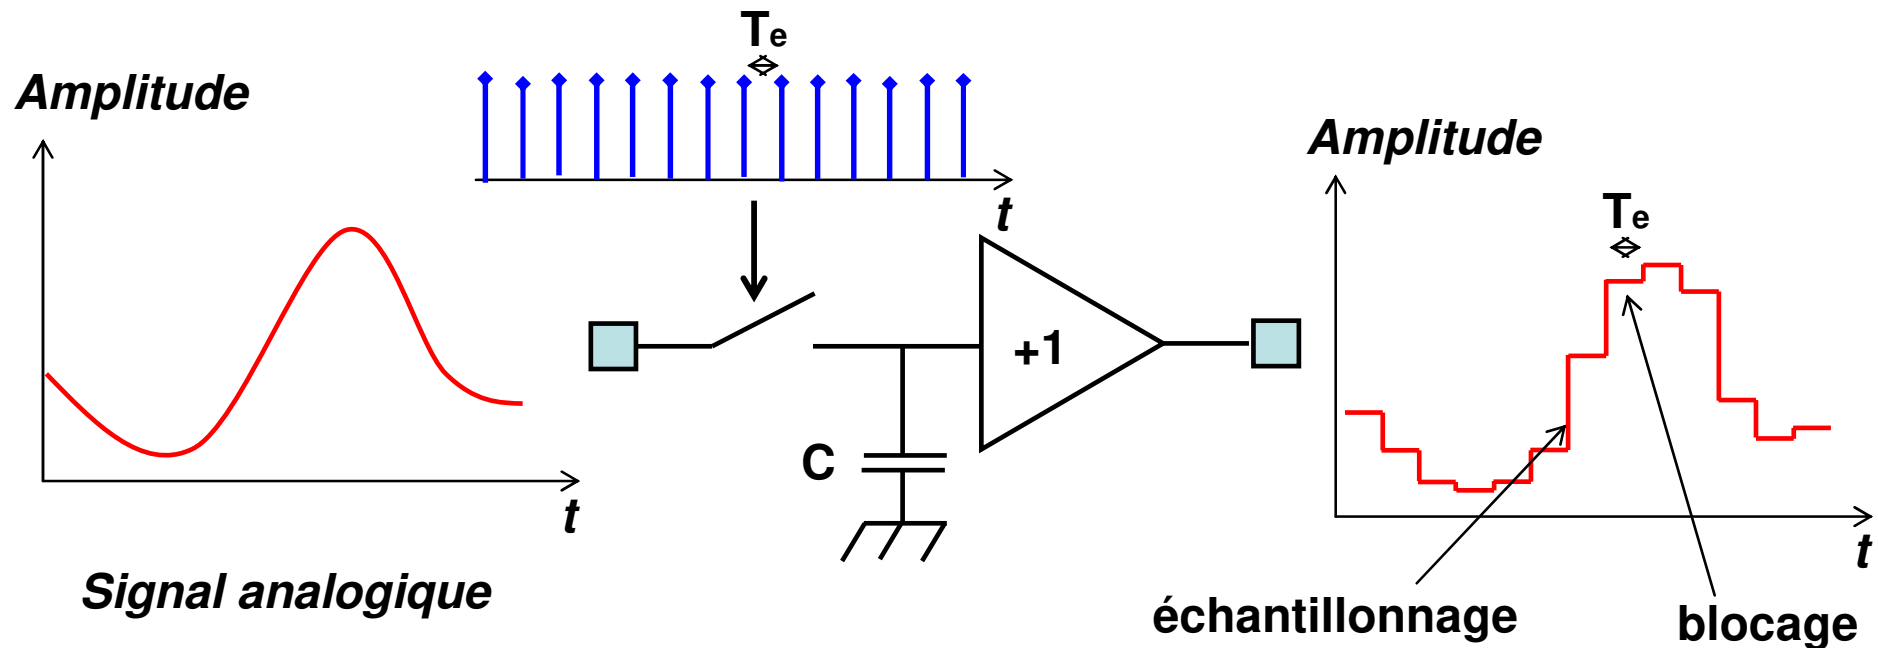 Amplitude
t
Signal analogique
Te
t
+1
C
Amplitude
Te
t
échantillonnage
blocage